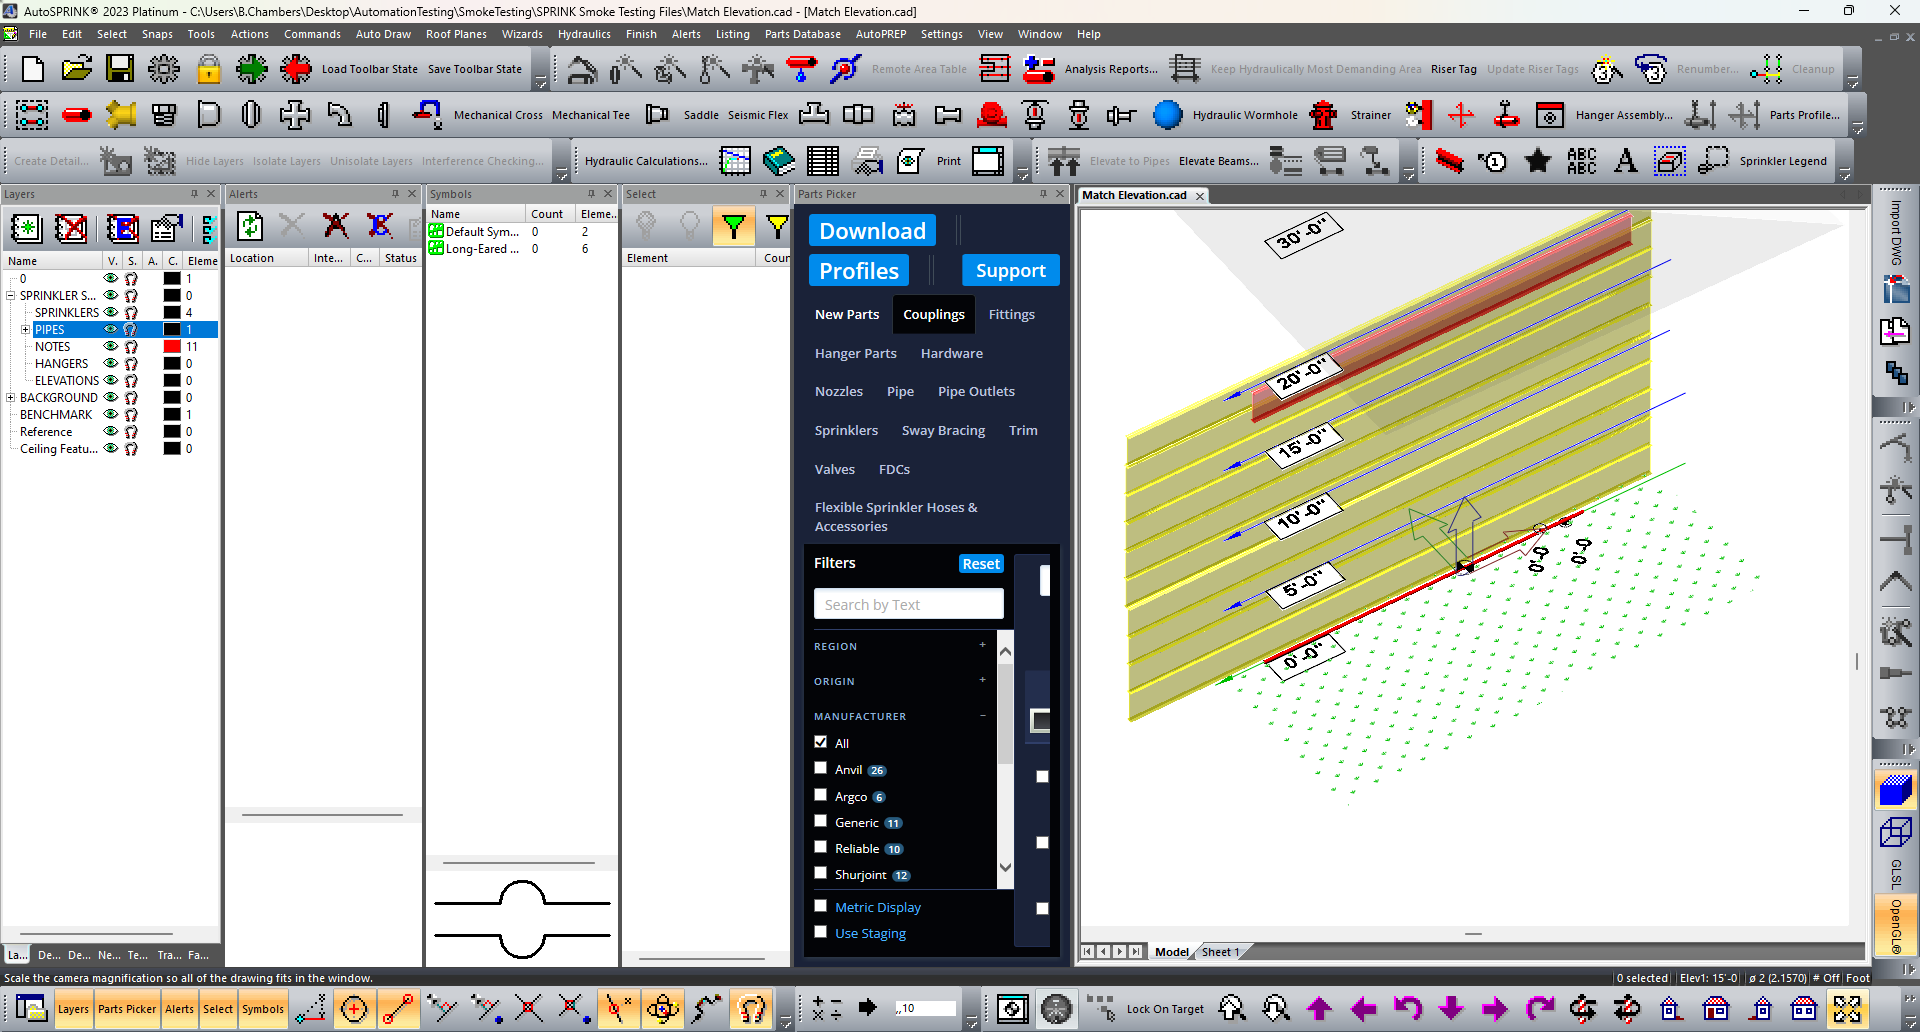 AutoSPRINK® 2023 Platinum - C:\Users\B.Chambers\Desktop\AutomationTesting\SmokeTesting\SPRINK Smoke Testing Files\Match Elevation.cad - [Match Elevation.cad]
File Edit Select Snaps Tools Actions Commands Auto Draw Roof Planes Wizards Hydraulics Finish Alerts Listing Parts Database AutoPREP Settings View Window Help
Load Toolbar State Save Toolbar State Remote Area Table Analysis Reports... Keep Hydraulically Most Demanding Area Riser Tag Update Riser Tags Renumber... Cleanup
Mechanical Cross Mechanical Tee Saddle Seismic Flex Hydraulic Wormhole Strainer Hanger Assembly... Parts Profile...
Create Detail... Hide Layers Isolate Layers Unisolate Layers Interference Checking... Hydraulic Calculations... Print Elevate to Pipes Elevate Beams... ABC ABC A Sprinkler Legend
Layers
Name V. S. A. C. Eleme
0 1
SPRINKLER S... 0
SPRINKLERS 4
PIPES 1
NOTES 11
HANGERS 0
ELEVATIONS 0
BACKGROUND 0
BENCHMARK 1
Reference 0
Ceiling Featu... 0
La... De... De... Ne... Te... Tra... Fa...
Alerts
Location Inte... C... Status
Symbols
Name Count Eleme...
Default Sym... 0 2
Long-Eared ... 0 6
Select
Element Coun
Parts Picker
Download
Profiles Support
New Parts Couplings Fittings
Hanger Parts Hardware
Nozzles Pipe Pipe Outlets
Sprinklers Sway Bracing Trim
Valves FDCs
Flexible Sprinkler Hoses &
Accessories
Filters Reset
Search by Text
REGION +
ORIGIN +
MANUFACTURER −
All
Anvil 26
Argco 6
Generic 11
Reliable 10
Shurjoint 12
Metric Display
Use Staging
Match Elevation.cad
30'-0"
20'-0"
15'-0"
10'-0"
5'-0"
0'-0"
0'-0
0'-0
Model Sheet 1
Import DWG
GLSL
OpenGL®
Scale the camera magnification so all of the drawing fits in the window.
0 selected Elev1: 15'-0 ø 2 (2.1570) # Off Foot
Layers Parts Picker Alerts Select Symbols ,,10 Lock On Target